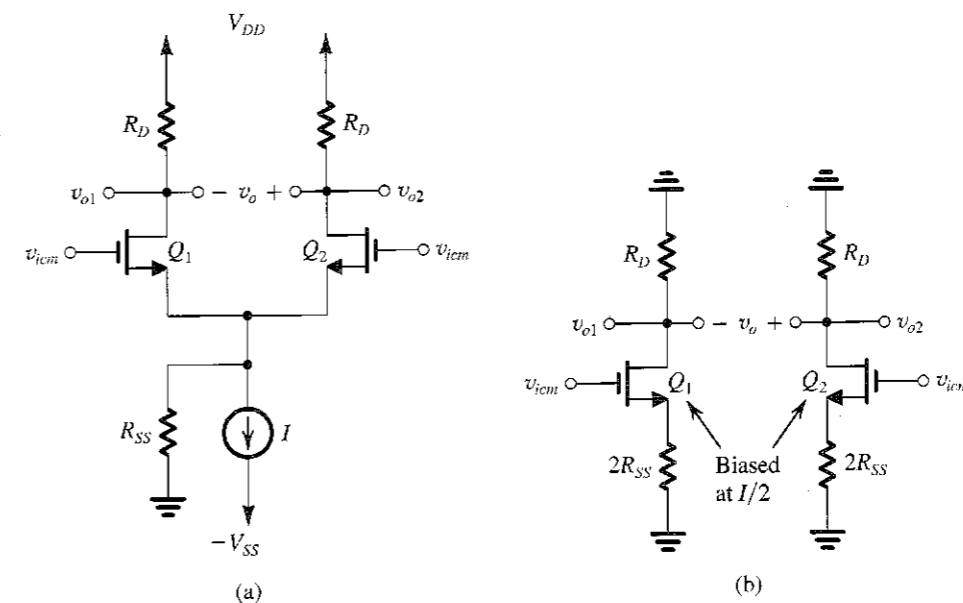 V_DD
R_D R_D
v_o1 − v_o + v_o2
v_icm Q_1 Q_2 v_icm
R_SS I
−V_SS
(a)
R_D R_D
v_o1 − v_o + v_o2
v_icm Q_1 Q_2 v_icm
2R_SS Biased 2R_SS
at I/2
(b)